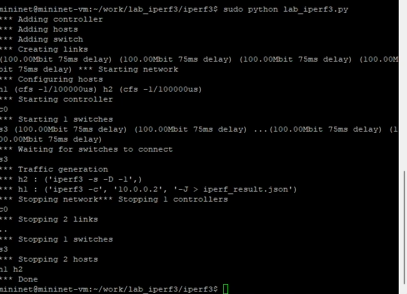 mininet@mininet-vm:~/work/lab_iperf3/iperf3$ sudo python lab_iperf3.py
*** Adding controller
*** Adding hosts
*** Adding switch
*** Creating links
(100.00Mbit 75ms delay) (100.00Mbit 75ms delay) (100.00Mbit 75ms delay) (100.00M
bit 75ms delay) *** Starting network
*** Configuring hosts
h1 (cfs -1/100000us) h2 (cfs -1/100000us)
*** Starting controller
c0
*** Starting 1 switches
s3 (100.00Mbit 75ms delay) (100.00Mbit 75ms delay) ...(100.00Mbit 75ms delay) (1
00.00Mbit 75ms delay)
*** Waiting for switches to connect
s3
*** Traffic generation
*** h2 : ('iperf3 -s -D -1',)
*** h1 : ('iperf3 -c', '10.0.0.2', '-J > iperf_result.json')
*** Stopping network*** Stopping 1 controllers
c0
*** Stopping 2 links
..
*** Stopping 1 switches
s3
*** Stopping 2 hosts
h1 h2
*** Done
mininet@mininet-vm:~/work/lab_iperf3/iperf3$